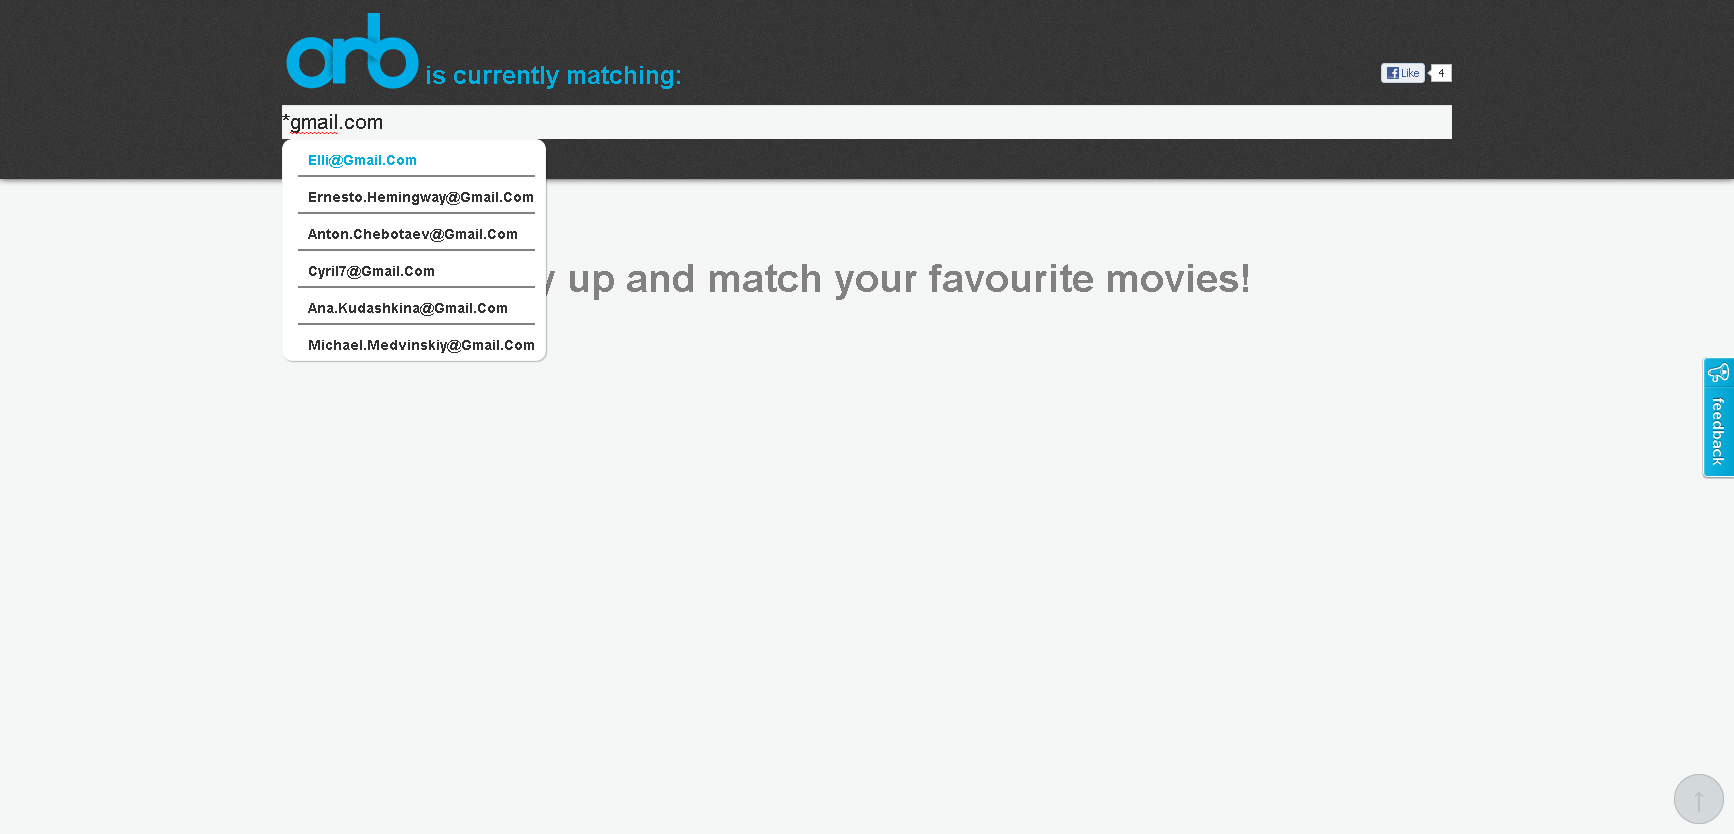 orb is currently matching:
Like 4
*gmail.com
Elli@Gmail.Com
Ernesto.Hemingway@Gmail.Com
Anton.Chebotaev@Gmail.Com
Cyril7@Gmail.Com
Ana.Kudashkina@Gmail.Com
Michael.Medvinskiy@Gmail.Com
up and match your favourite movies!
feedback